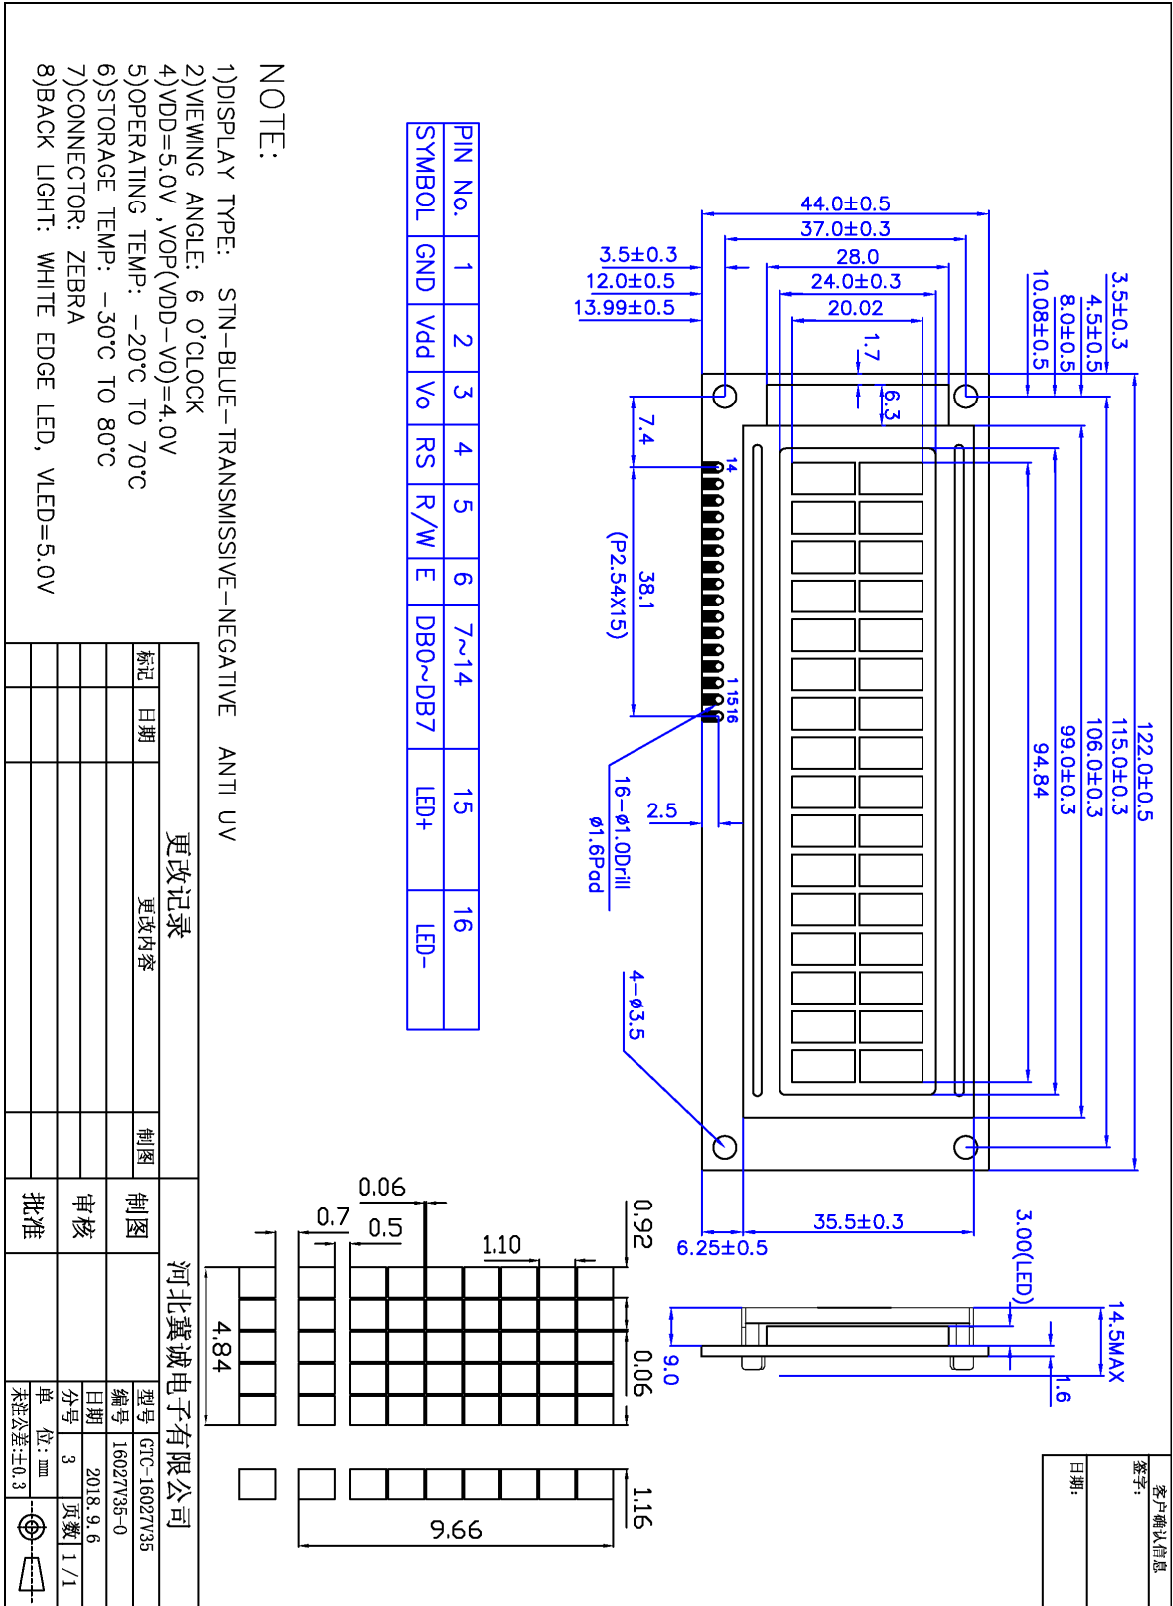 客户确认信息
签字:
日期:
122.0±0.5
115.0±0.3
106.0±0.3
99.0±0.3
94.84
3.5±0.3
4.5±0.5
8.0±0.5
10.08±0.5
44.0±0.5
37.0±0.3
28.0
24.0±0.3
20.02
3.5±0.3
12.0±0.5
13.99±0.5
1.7
6.3
7.4
14
1
15
16
38.1
(P2.54X15)
2.5
16-ø1.0Drill
ø1.6Pad
4-ø3.5
35.5±0.3
6.25±0.5
14.5MAX
3.00(LED)
1.6
9.0
PIN No. 1 2 3 4 5 6 7~14 15 16
SYMBOL GND Vdd Vo RS R/W E DB0~DB7 LED+ LED-
0.92
0.06
1.16
1.10
0.06
0.5
0.7
4.84
9.66
NOTE:
1)DISPLAY TYPE: STN-BLUE-TRANSMISSIVE-NEGATIVE ANTI UV
2)VIEWING ANGLE: 6 O'CLOCK
4)VDD=5.0V ,VOP(VDD-V0)=4.0V
5)OPERATING TEMP: -20°C TO 70°C
6)STORAGE TEMP: -30°C TO 80°C
7)CONNECTOR: ZEBRA
8)BACK LIGHT: WHITE EDGE LED, VLED=5.0V
更改记录
标记 日期 更改内容 制图
河北冀诚电子有限公司
制图
审核
批准
型号 GTC-16027V35
编号 16027V35-0
日期 2018.9.6
分号 3 页数 1/1
单 位: mm
未注公差:±0.3